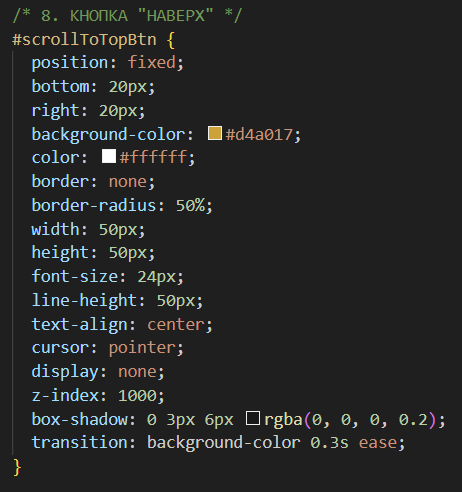 /* 8. КНОПКА "НАВЕРХ" */
#scrollToTopBtn {
position: fixed;
bottom: 20px;
right: 20px;
background-color: #d4a017;
color: #ffffff;
border: none;
border-radius: 50%;
width: 50px;
height: 50px;
font-size: 24px;
line-height: 50px;
text-align: center;
cursor: pointer;
display: none;
z-index: 1000;
box-shadow: 0 3px 6px rgba(0, 0, 0, 0.2);
transition: background-color 0.3s ease;
}